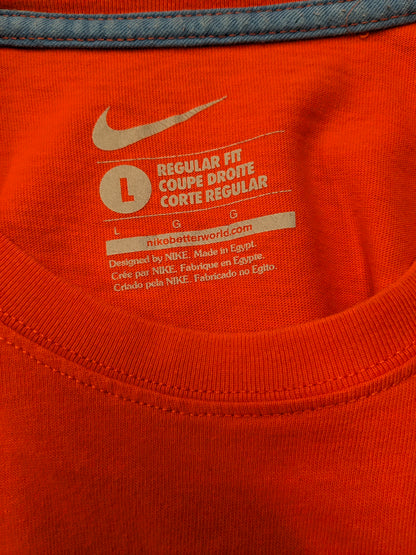 L
REGULAR FIT
COUPE DROITE
CORTE REGULAR
L G G
nikebetterworld.com
Designed by NIKE. Made in Egypt.
Crée par NIKE. Fabrique en Egypte.
Criado pela NIKE. Fabricado no Egito.